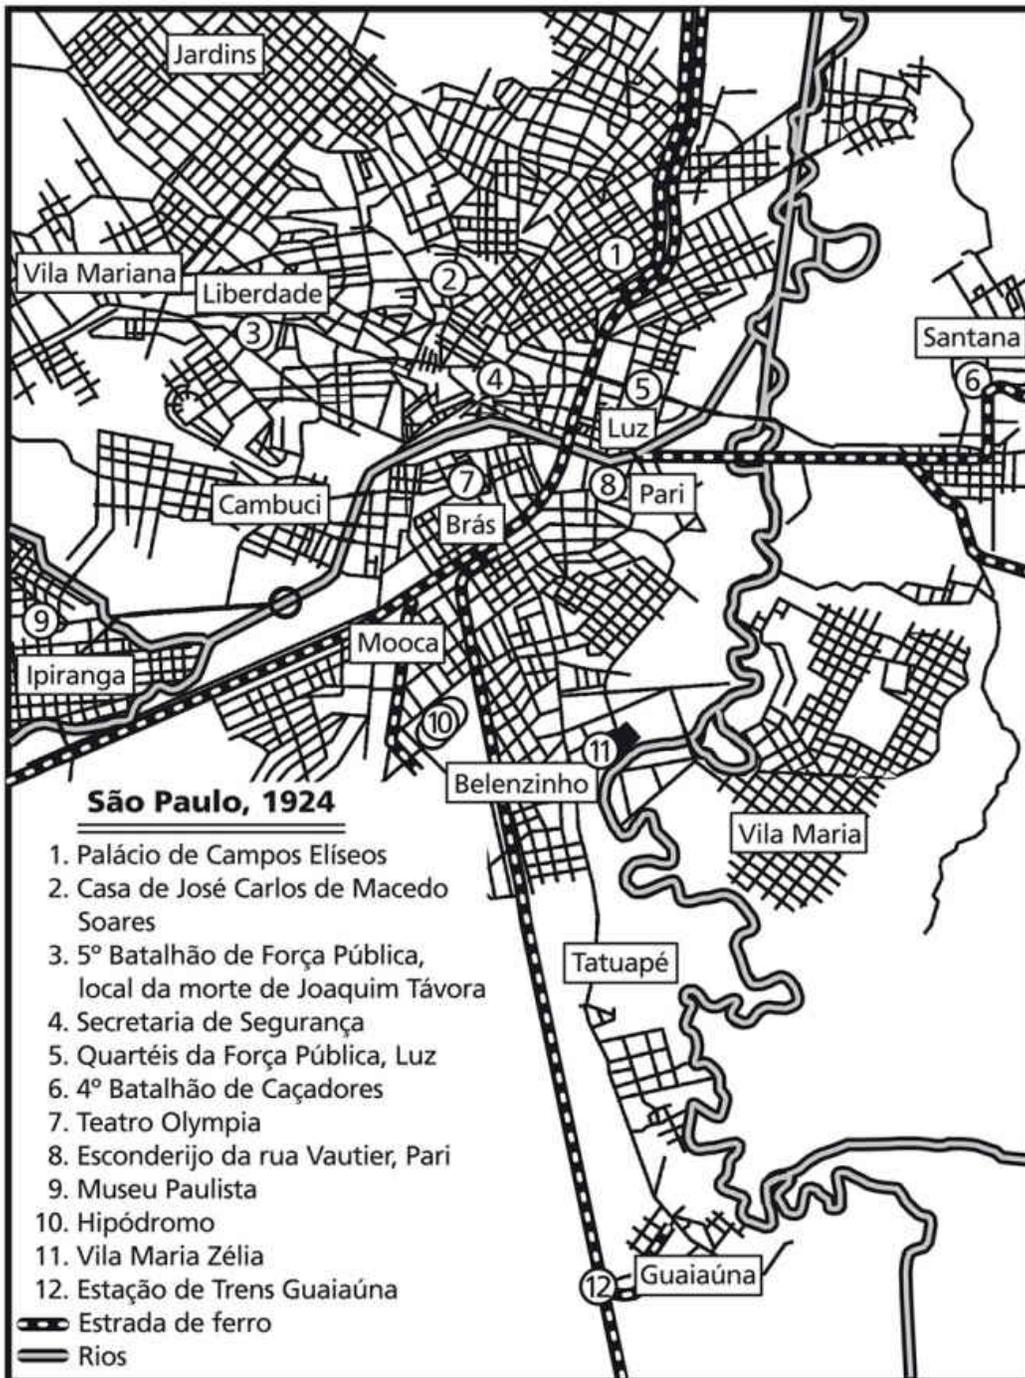 Jardins
1
Vila Mariana
2
Liberdade
3
Santana
4
5
6
Luz
7
8
Pari
Cambuci
Brás
9
Mooca
Ipiranga
10
11
Belenzinho
Vila Maria
São Paulo, 1924
1. Palácio de Campos Elíseos
2. Casa de José Carlos de Macedo
Soares
3. 5º Batalhão de Força Pública,
local da morte de Joaquim Távora
4. Secretaria de Segurança
5. Quartéis da Força Pública, Luz
6. 4º Batalhão de Caçadores
7. Teatro Olympia
8. Esconderijo da rua Vautier, Pari
9. Museu Paulista
10. Hipódromo
11. Vila Maria Zélia
12. Estação de Trens Guaiaúna
Estrada de ferro
Rios
Tatuapé
Guaiaúna
12